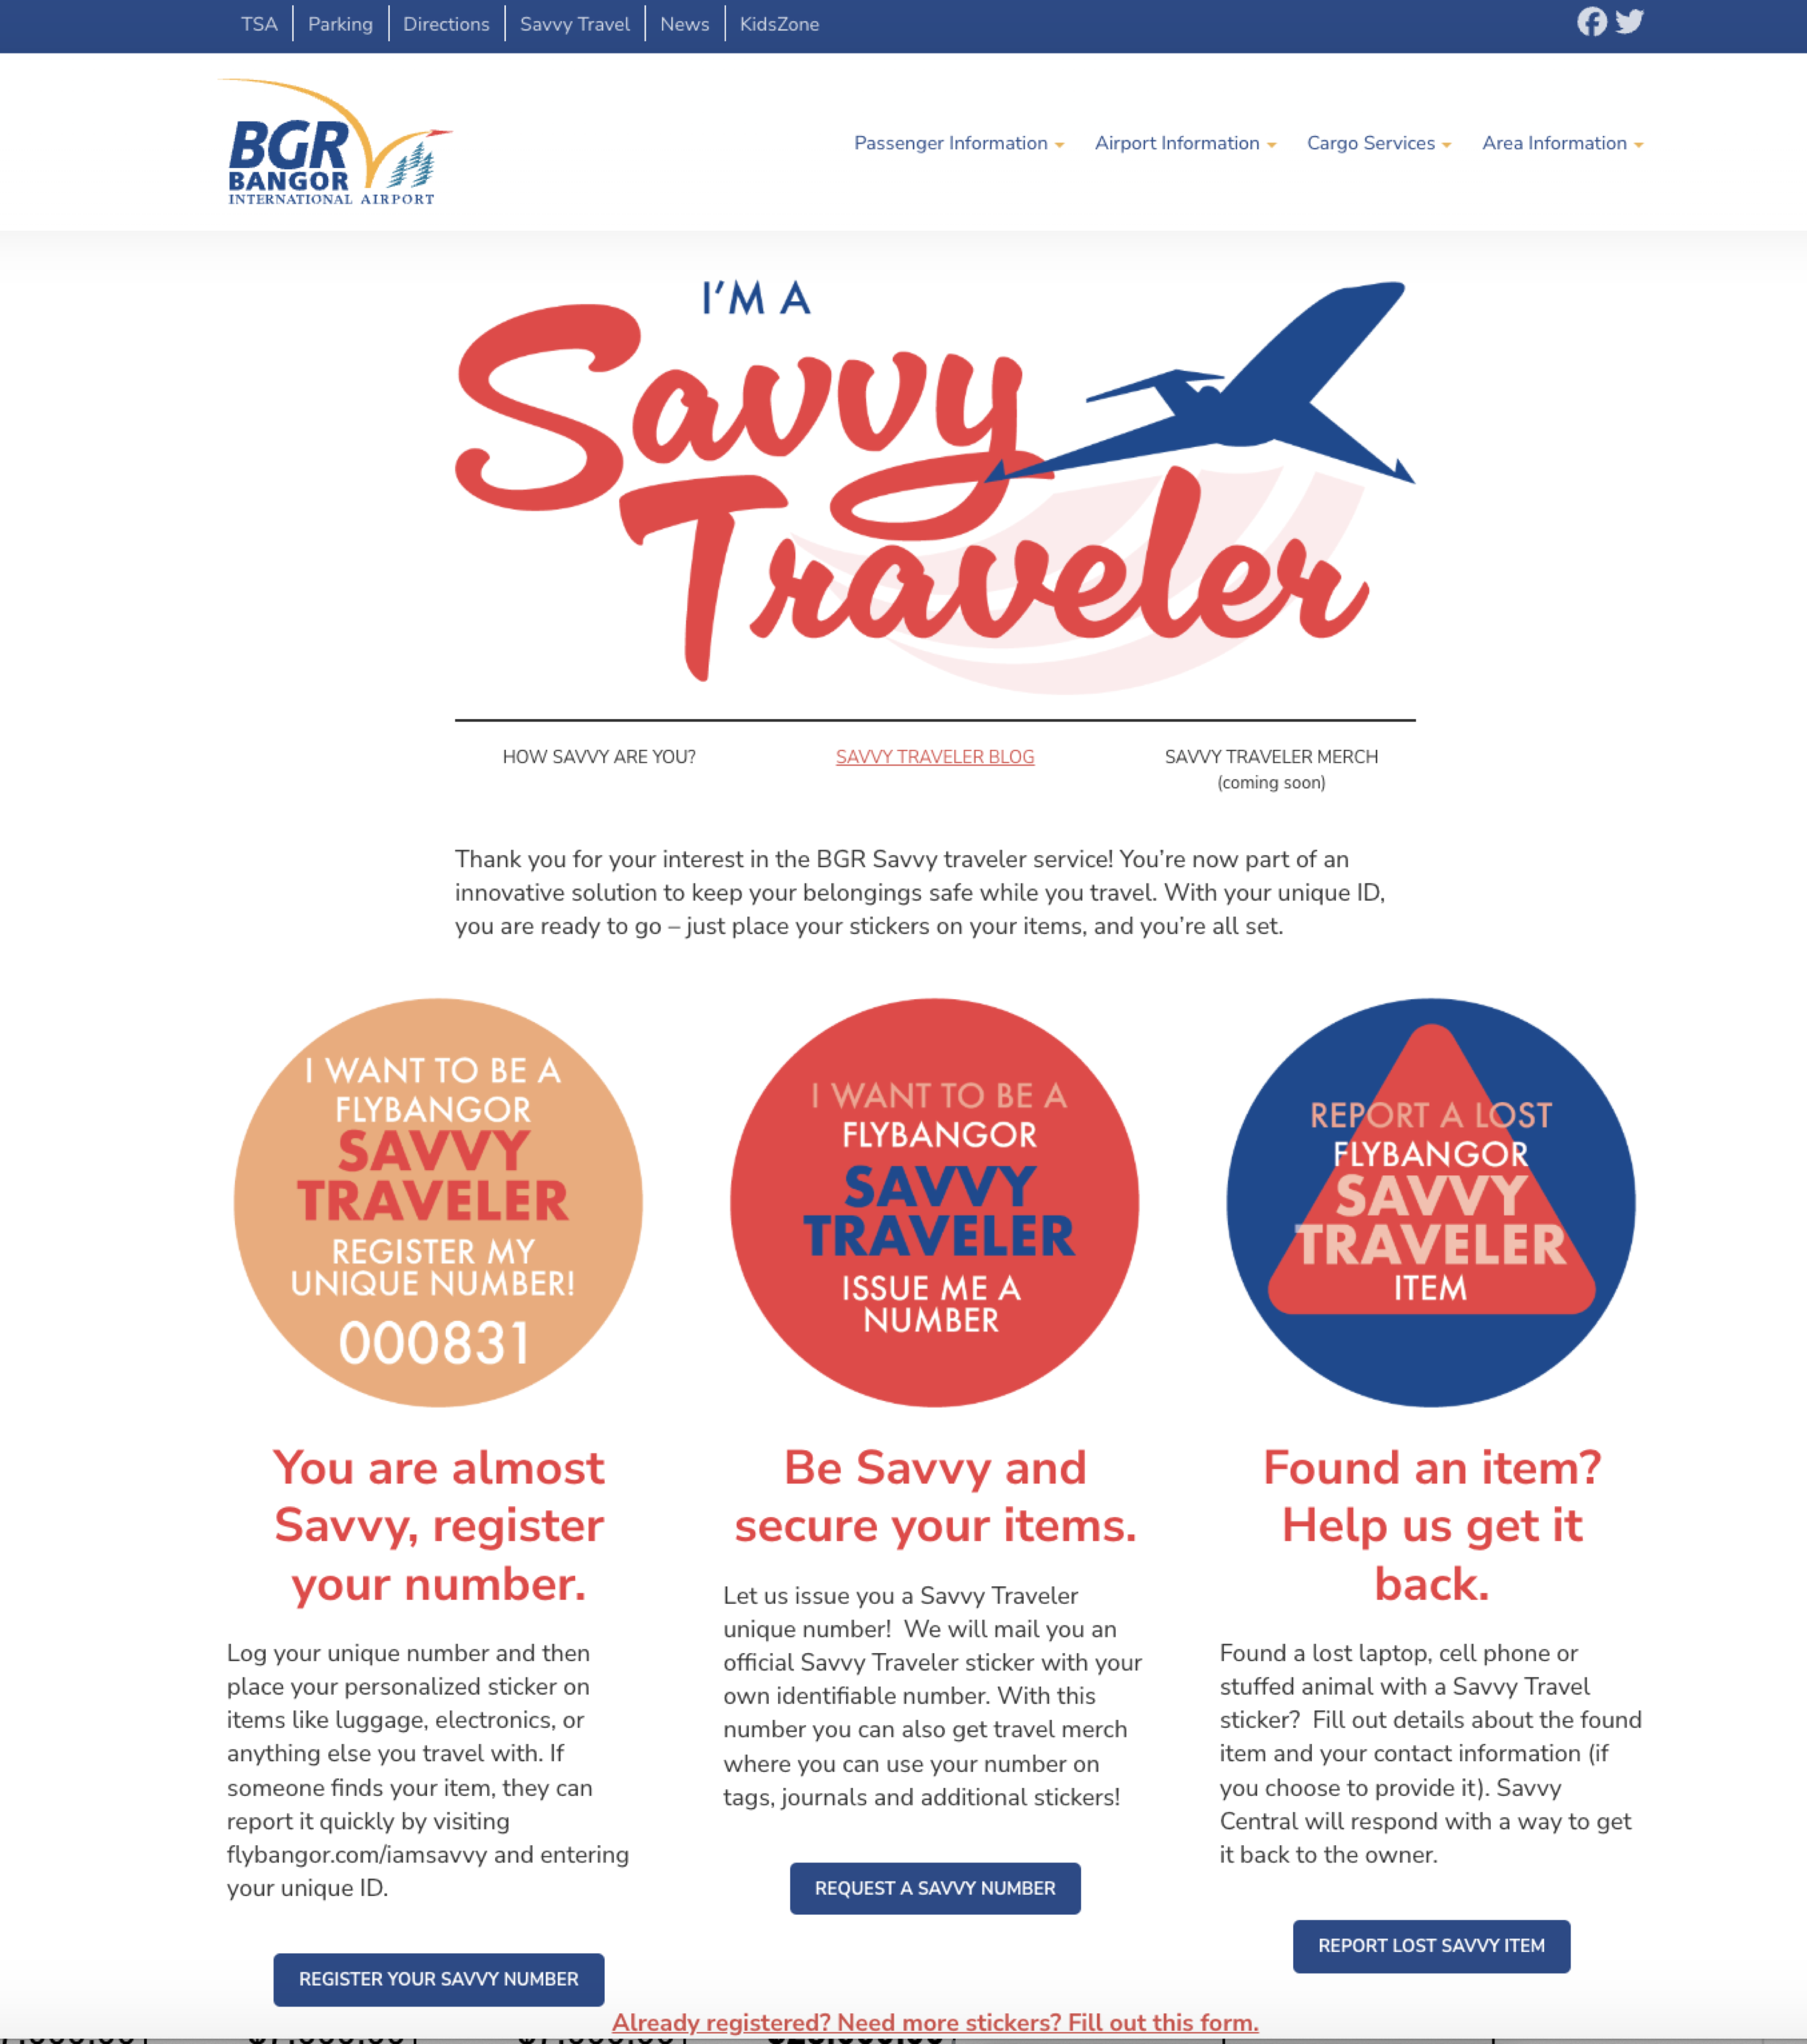 TSA
Parking
Directions
Savvy Travel
News
KidsZone
BGR
BANGOR
INTERNATIONAL AIRPORT
Passenger Information
Airport Information
Cargo Services
Area Information
I'M A
Savvy
Traveler
HOW SAVVY ARE YOU?
SAVVY TRAVELER BLOG
SAVVY TRAVELER MERCH
(coming soon)
Thank you for your interest in the BGR Savvy traveler service! You're now part of an
innovative solution to keep your belongings safe while you travel. With your unique ID,
you are ready to go – just place your stickers on your items, and you're all set.
I WANT TO BE A
FLYBANGOR
SAVVY
TRAVELER
REGISTER MY
UNIQUE NUMBER!
000831
You are almost
Savvy, register
your number.
Log your unique number and then
place your personalized sticker on
items like luggage, electronics, or
anything else you travel with. If
someone finds your item, they can
report it quickly by visiting
flybangor.com/iamsavvy and entering
your unique ID.
REGISTER YOUR SAVVY NUMBER
I WANT TO BE A
FLYBANGOR
SAVVY
TRAVELER
ISSUE ME A
NUMBER
Be Savvy and
secure your items.
Let us issue you a Savvy Traveler
unique number!  We will mail you an
official Savvy Traveler sticker with your
own identifiable number. With this
number you can also get travel merch
where you can use your number on
tags, journals and additional stickers!
REQUEST A SAVVY NUMBER
REPORT A LOST
FLYBANGOR
SAVVY
TRAVELER
ITEM
Found an item?
Help us get it
back.
Found a lost laptop, cell phone or
stuffed animal with a Savvy Travel
sticker?  Fill out details about the found
item and your contact information (if
you choose to provide it). Savvy
Central will respond with a way to get
it back to the owner.
REPORT LOST SAVVY ITEM
Already registered? Need more stickers? Fill out this form.